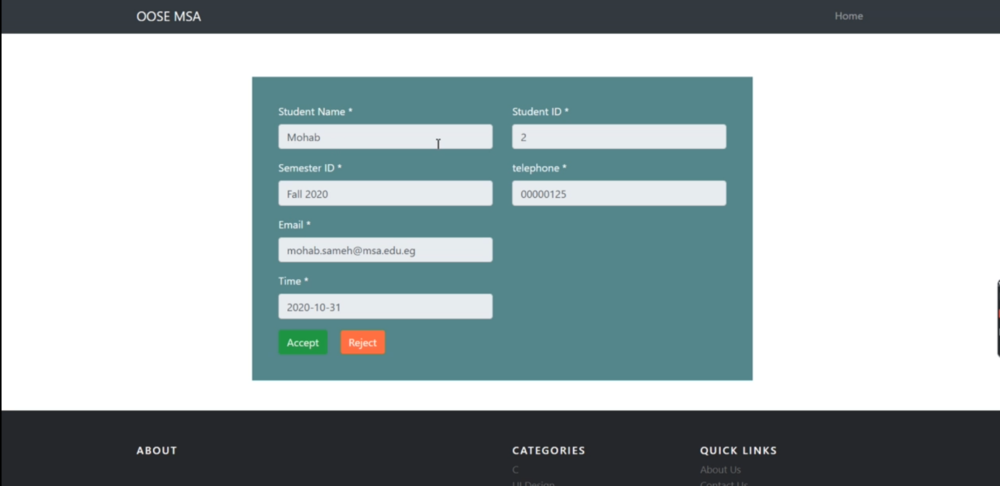 OOSE MSA
Home
Student Name *
Student ID *
Mohab
2
Semester ID *
telephone *
Fall 2020
00000125
Email *
mohab.sameh@msa.edu.eg
Time *
2020-10-31
Accept
Reject
ABOUT
CATEGORIES
QUICK LINKS
C
About Us
UI Design
Contact Us